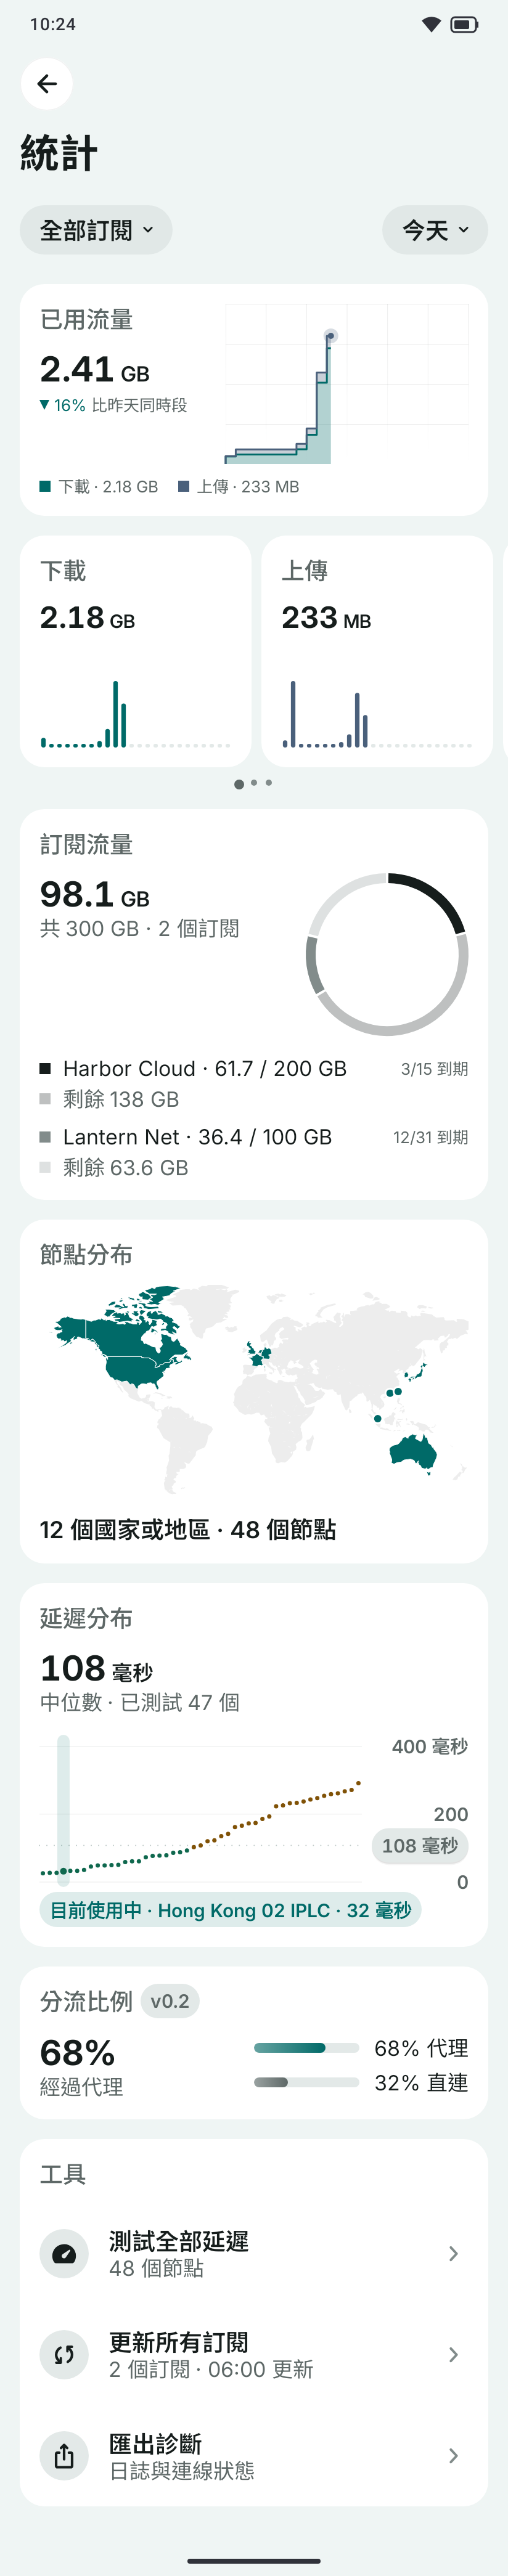 10:24
統計
全部訂閱
今天
已用流量
2.41 GB
▼16% 比昨天同時段
下載 · 2.18 GB
上傳 · 233 MB
下載
2.18 GB
上傳
233 MB
訂閱流量
98.1 GB
共 300 GB · 2 個訂閱
Harbor Cloud · 61.7 / 200 GB
3/15 到期
剩餘 138 GB
Lantern Net · 36.4 / 100 GB
12/31 到期
剩餘 63.6 GB
節點分布
12 個國家或地區 · 48 個節點
延遲分布
108 毫秒
中位數 · 已測試 47 個
400 毫秒
200
108 毫秒
0
目前使用中 · Hong Kong 02 IPLC · 32 毫秒
分流比例 v0.2
68%
經過代理
68% 代理
32% 直連
工具
測試全部延遲
48 個節點
更新所有訂閱
2 個訂閱 · 06:00 更新
匯出診斷
日誌與連線狀態